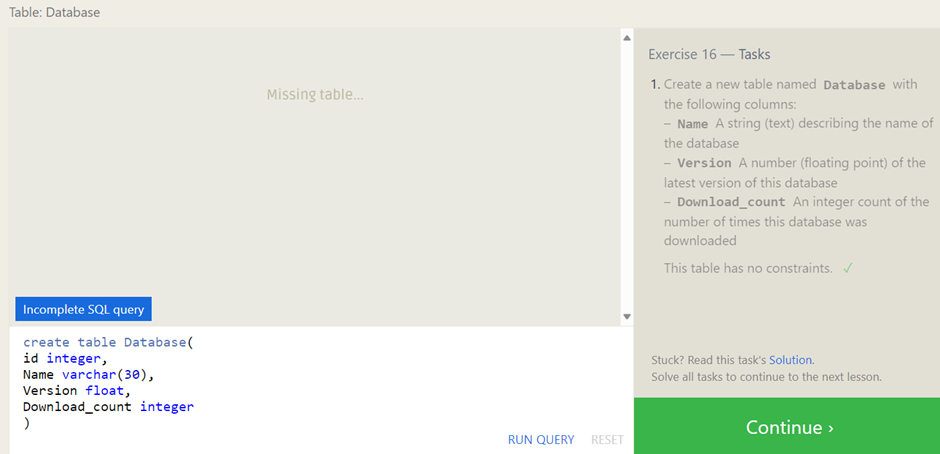 Table: Database
Missing table...
Incomplete SQL query
create table Database(
id integer,
Name varchar(30),
Version float,
Download_count integer
)
RUN QUERY RESET
Exercise 16 — Tasks
1. Create a new table named Database with
the following columns:
– Name A string (text) describing the name of
the database
– Version A number (floating point) of the
latest version of this database
– Download_count An integer count of the
number of times this database was
downloaded
This table has no constraints. ✓
Stuck? Read this task's Solution.
Solve all tasks to continue to the next lesson.
Continue ›